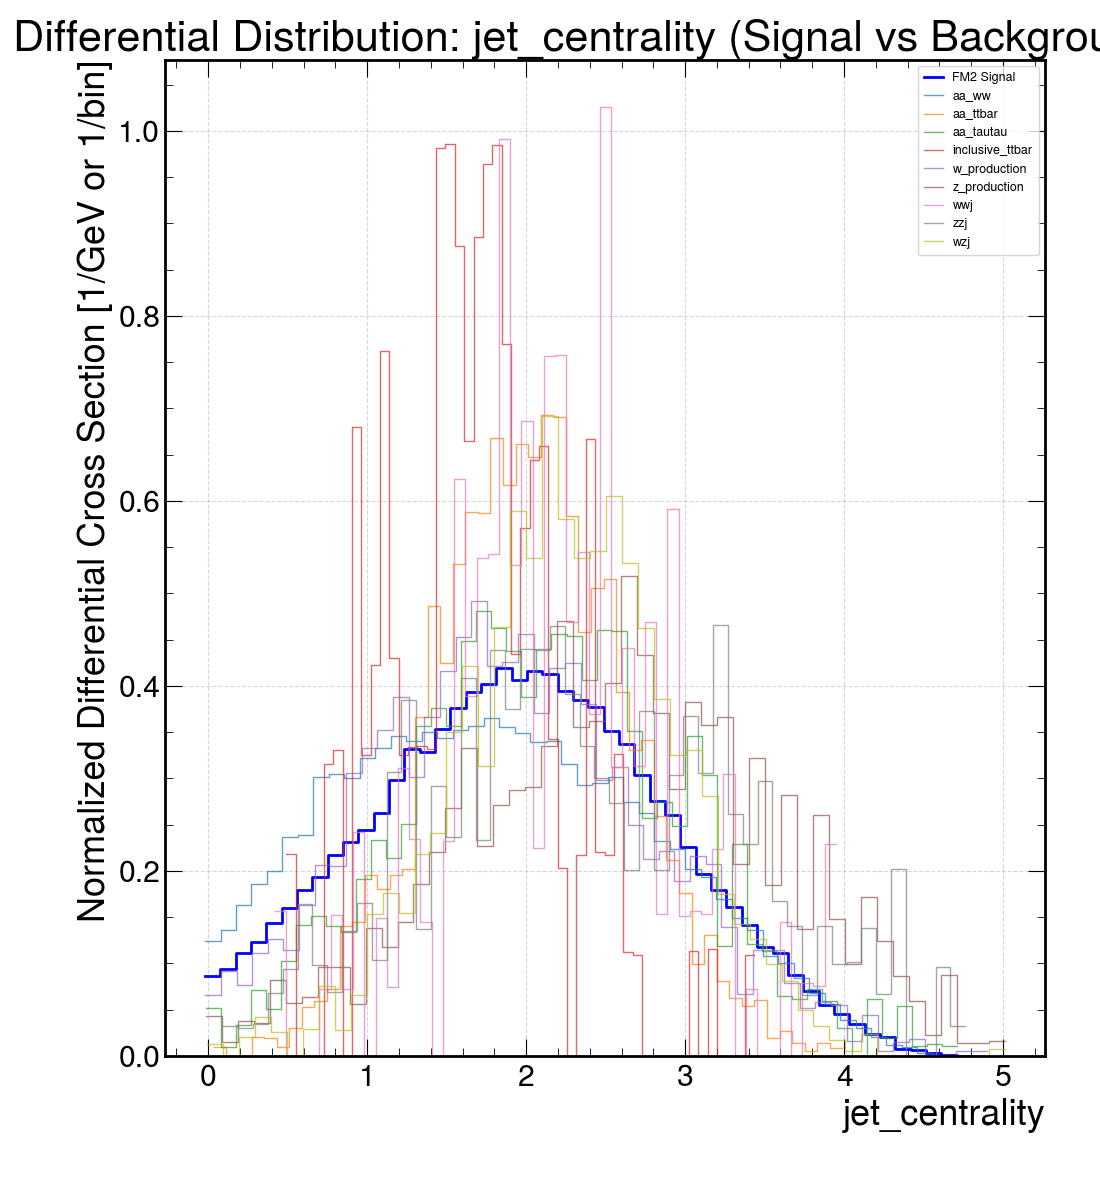 Differential Distribution: jet_centrality (Signal vs Backgrou
Normalized Differential Cross Section [1/GeV or 1/bin]
1.0
0.8
0.6
0.4
0.2
0.0
FM2 Signal
aa_ww
aa_ttbar
aa_tautau
inclusive_ttbar
w_production
z_production
wwj
zzj
wzj
0 1 2 3 4 5
jet_centrality